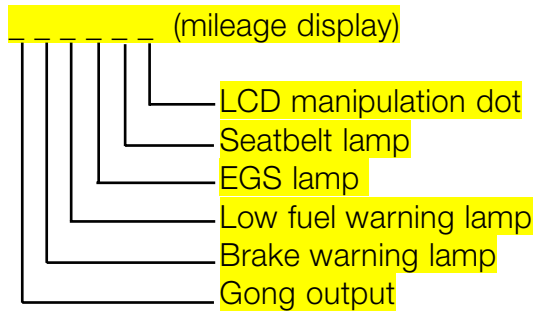 _ _ _ _ _ _ (mileage display)
LCD manipulation dot
Seatbelt lamp
EGS lamp
Low fuel warning lamp
Brake warning lamp
Gong output